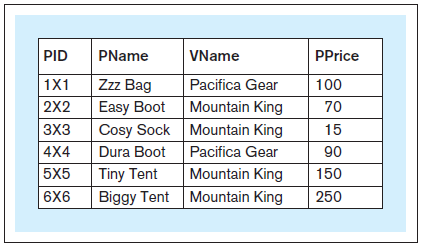 PID PName VName PPrice
1X1 Zzz Bag Pacifica Gear 100
2X2 Easy Boot Mountain King 70
3X3 Cosy Sock Mountain King 15
4X4 Dura Boot Pacifica Gear 90
5X5 Tiny Tent Mountain King 150
6X6 Biggy Tent Mountain King 250